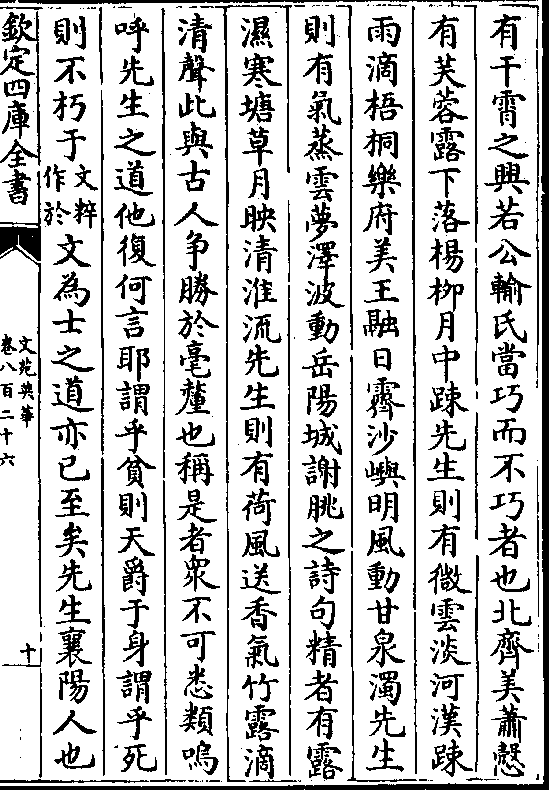 有干霄之興若公輸氏當巧而不巧者也北齊美蕭慤
有芙蓉露下落楊柳月中踈先生則有微雲淡河漢踈
雨滴梧桐樂府美王融日霽沙嶼明風動甘泉濁先生
則有氣蒸雲夢澤波動岳陽城謝朓之詩句精者有露
濕寒塘草月映清淮流先生則有荷風送香氣竹露滴
清聲此與古人争勝於毫釐也稱是者衆不可悉類嗚
呼先生之道他復何言耶謂乎貧則天爵于身謂乎死
則不朽于文粹作於文為士之道亦已至矣先生襄陽人也
欽定四庫全書
文苑英華
卷八百二十六
十